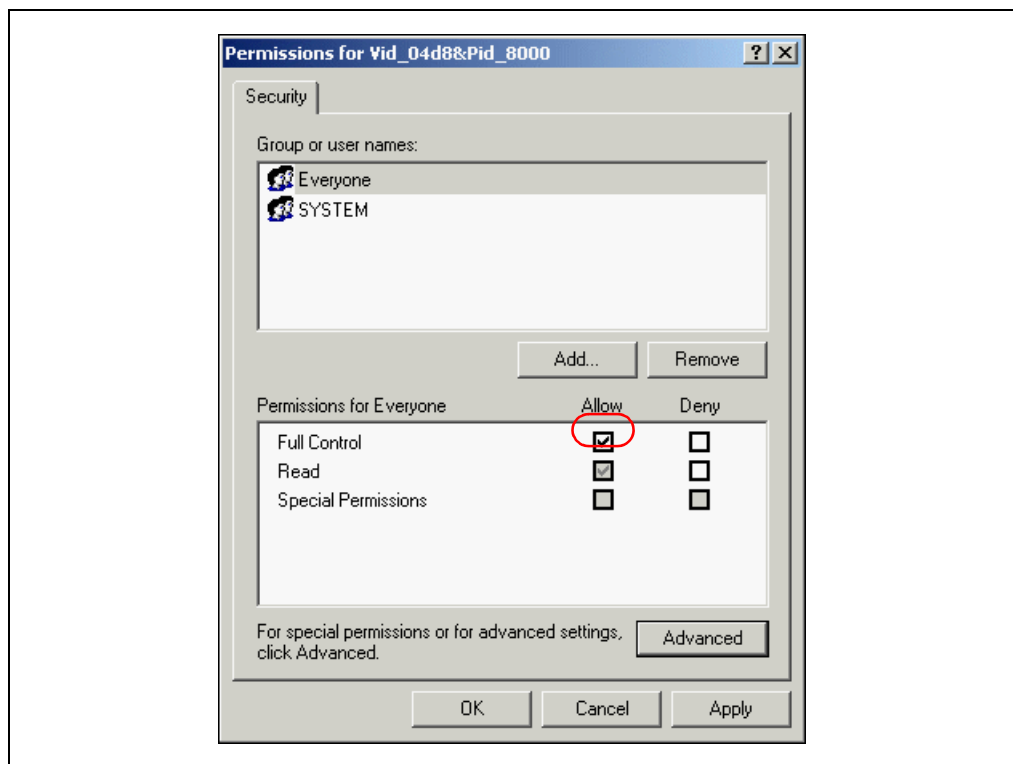 Permissions for Vid_04d8&Pid_8000
Security
Group or user names:
Everyone
SYSTEM
Add...
Remove
Permissions for Everyone Allow Deny
Full Control
Read
Special Permissions
For special permissions or for advanced settings,
click Advanced.
Advanced
OK Cancel Apply